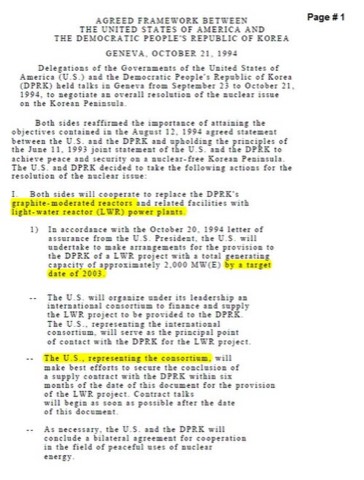 Page # 1
AGREED FRAMEWORK BETWEEN
THE UNITED STATES OF AMERICA AND
THE DEMOCRATIC PEOPLE'S REPUBLIC OF KOREA
GENEVA, OCTOBER 21, 1994
Delegations of the Governments of the United States of
America (U.S.) and the Democratic People's Republic of Korea
(DPRK) held talks in Geneva from September 23 to October 21,
1994, to negotiate an overall resolution of the nuclear issue
on the Korean Peninsula.
Both sides reaffirmed the importance of attaining the
objectives contained in the August 12, 1994 agreed statement
between the U.S. and the DPRK and upholding the principles of
the June 11, 1993 joint statement of the U.S. and the DPRK to
achieve peace and security on a nuclear-free Korean Peninsula.
The U.S. and DPRK decided to take the following actions for the
resolution of the nuclear issue:
I. Both sides will cooperate to replace the DPRK's
graphite-moderated reactors and related facilities with
light-water reactor (LWR) power plants.
1) In accordance with the October 20, 1994 letter of
assurance from the U.S. President, the U.S. will
undertake to make arrangements for the provision to
the DPRK of a LWR project with a total generating
capacity of approximately 2,000 MW(E) by a target
date of 2003.
-- The U.S. will organize under its leadership an
international consortium to finance and supply
the LWR project to be provided to the DPRK.
The U.S., representing the international
consortium, will serve as the principal point
of contact with the DPRK for the LWR project.
-- The U.S., representing the consortium, will
make best efforts to secure the conclusion of
a supply contract with the DPRK within six
months of the date of this document for the provision
of the LWR project. Contract talks
will begin as soon as possible after the date
of this document.
-- As necessary, the U.S. and the DPRK will
conclude a bilateral agreement for cooperation
in the field of peaceful uses of nuclear
energy.